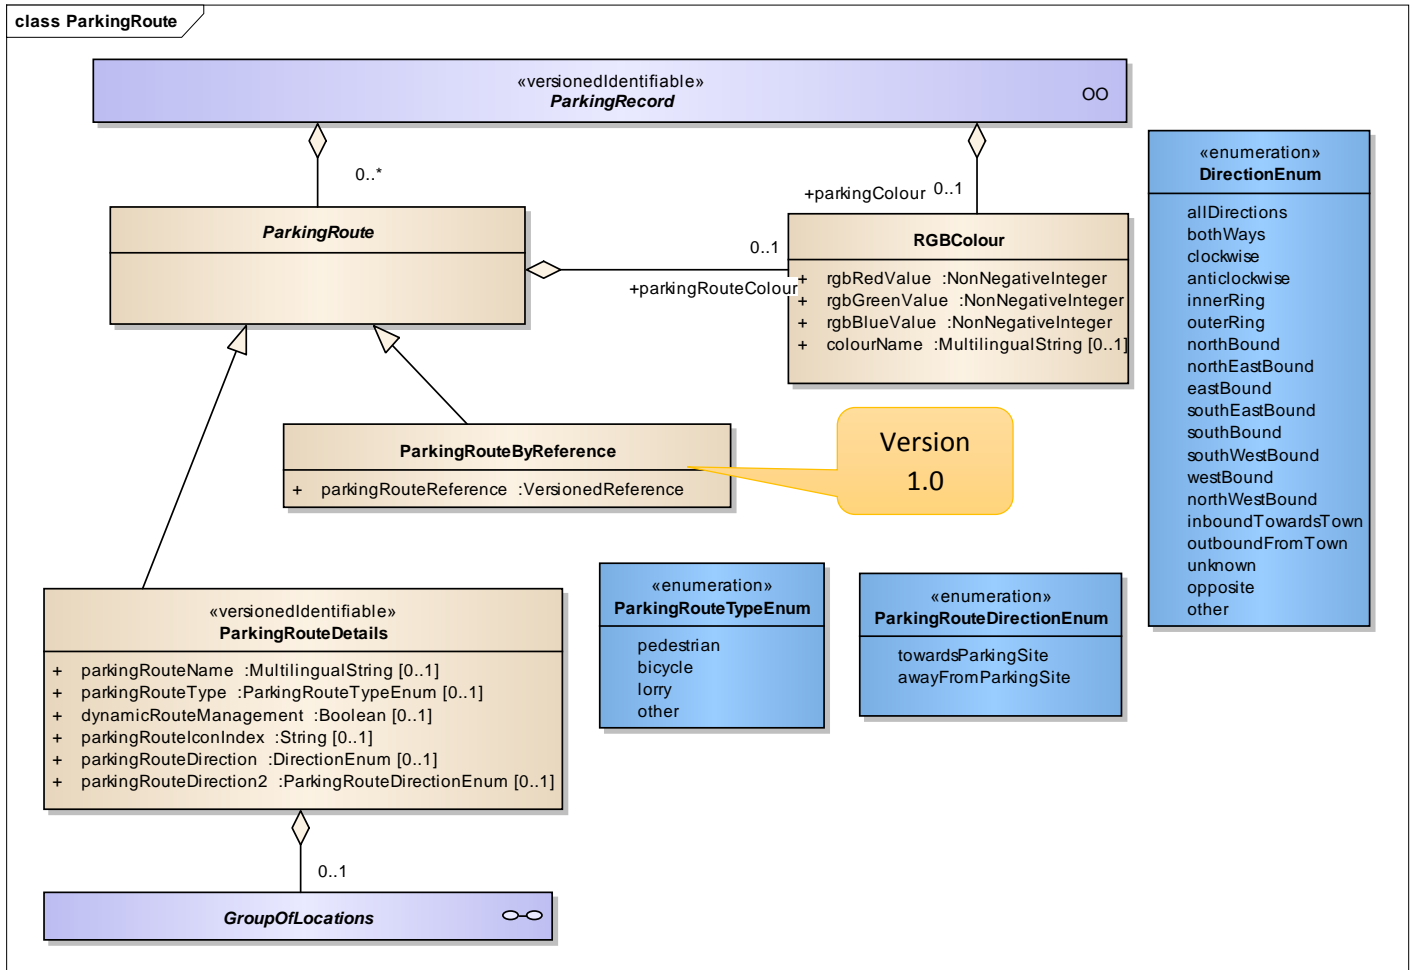 class ParkingRoute
«versionedIdentifiable»
ParkingRecord
OO
0..*
+parkingColour 0..1
ParkingRoute
0..1
+parkingRouteColour
RGBColour
+ rgbRedValue :NonNegativeInteger
+ rgbGreenValue :NonNegativeInteger
+ rgbBlueValue :NonNegativeInteger
+ colourName :MultilingualString [0..1]
«enumeration»
DirectionEnum
allDirections
bothWays
clockwise
anticlockwise
innerRing
outerRing
northBound
northEastBound
eastBound
southEastBound
southBound
southWestBound
westBound
northWestBound
inboundTowardsTown
outboundFromTown
unknown
opposite
other
ParkingRouteByReference
+ parkingRouteReference :VersionedReference
Version
1.0
«versionedIdentifiable»
ParkingRouteDetails
+ parkingRouteName :MultilingualString [0..1]
+ parkingRouteType :ParkingRouteTypeEnum [0..1]
+ dynamicRouteManagement :Boolean [0..1]
+ parkingRouteIconIndex :String [0..1]
+ parkingRouteDirection :DirectionEnum [0..1]
+ parkingRouteDirection2 :ParkingRouteDirectionEnum [0..1]
«enumeration»
ParkingRouteTypeEnum
pedestrian
bicycle
lorry
other
«enumeration»
ParkingRouteDirectionEnum
towardsParkingSite
awayFromParkingSite
0..1
GroupOfLocations